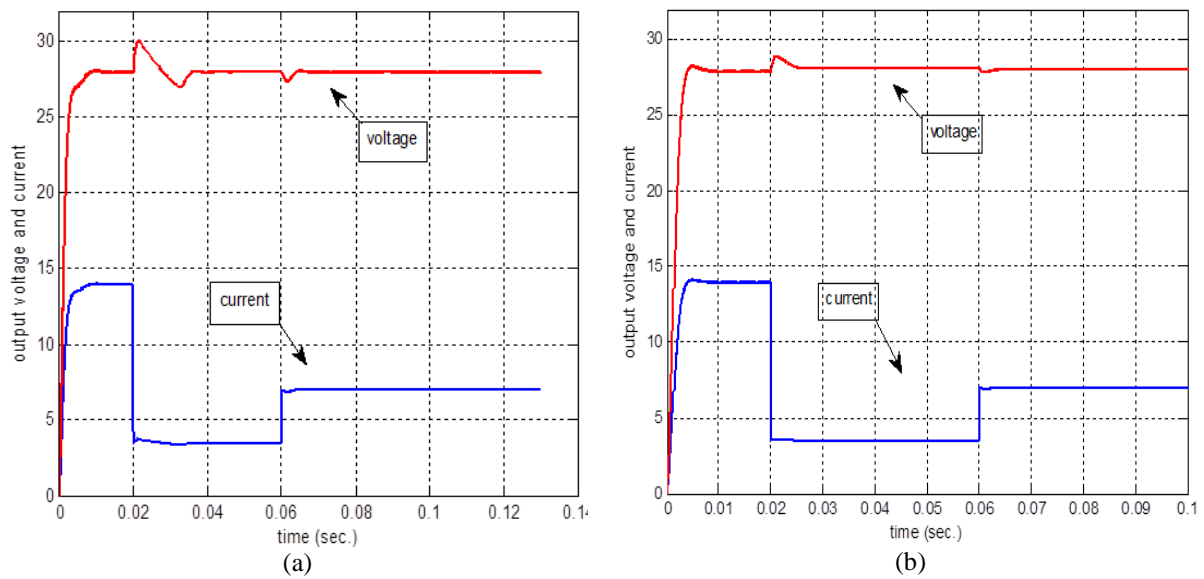 30
25
20
15
10
5
0
output voltage and current
voltage
current
0 0.02 0.04 0.06 0.08 0.1 0.12 0.14
time (sec.)
(a)
30
25
20
15
10
5
0
output voltage and current
voltage
current
0 0.01 0.02 0.03 0.04 0.05 0.06 0.07 0.08 0.09 0.1
time (sec.)
(b)